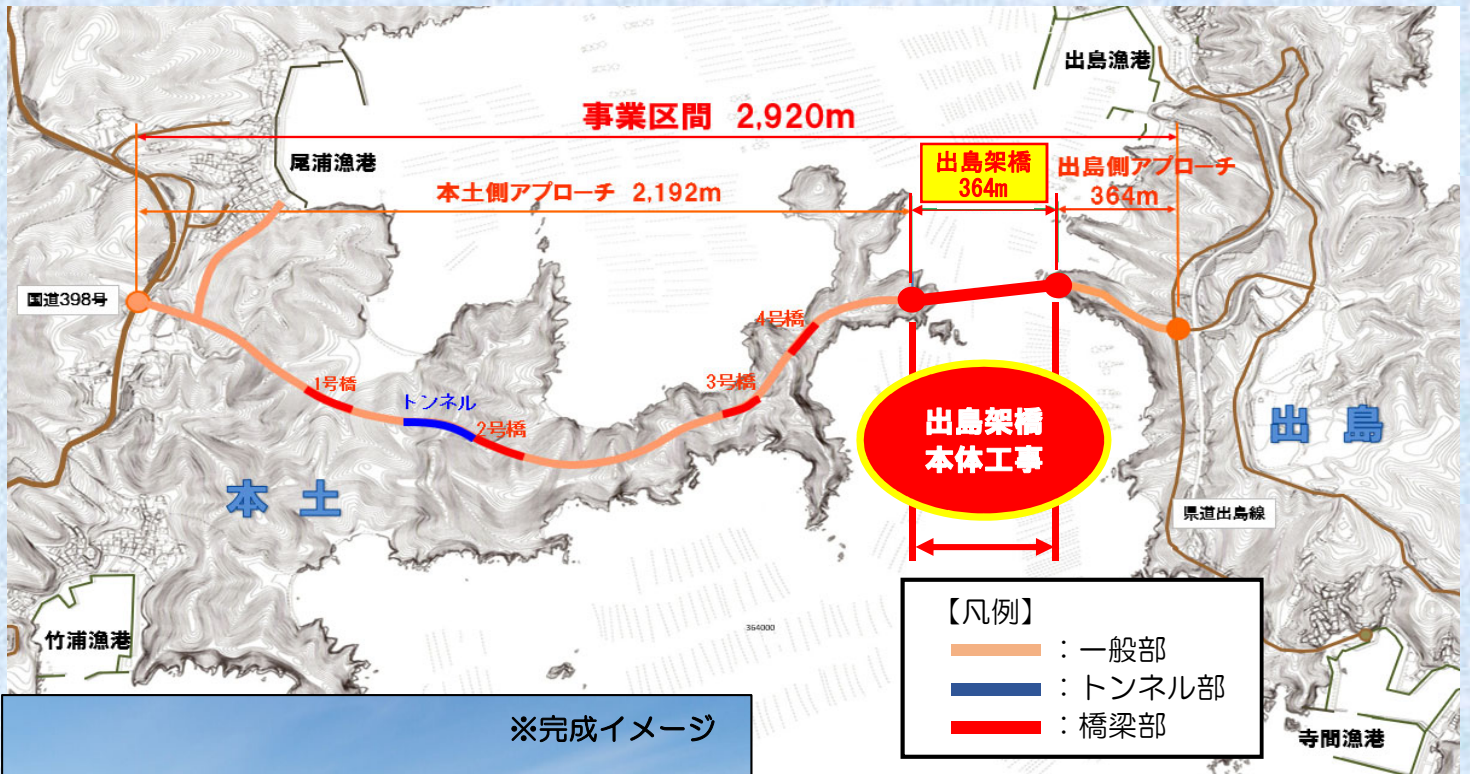 出島漁港
事業区間 2,920m
尾浦漁港
出島架橋
364m
出島側アプローチ
364m
本土側アプローチ 2,192m
国道398号
4号橋
3号橋
1号橋
トンネル
2号橋
出島架橋
本体工事
出島
本土
県道出島線
竹浦漁港
364000
【凡例】
：一般部
：トンネル部
：橋梁部
寺間漁港
※完成イメージ